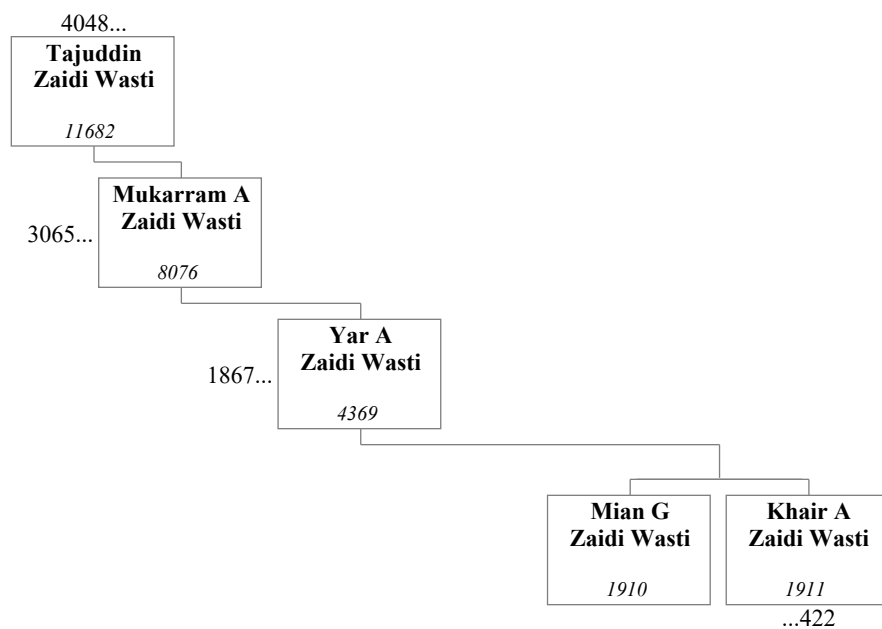 4048...
Tajuddin
Zaidi Wasti
11682
Mukarram A
Zaidi Wasti
3065...
8076
Yar A
Zaidi Wasti
1867...
4369
Mian G
Zaidi Wasti
1910
Khair A
Zaidi Wasti
1911
...422